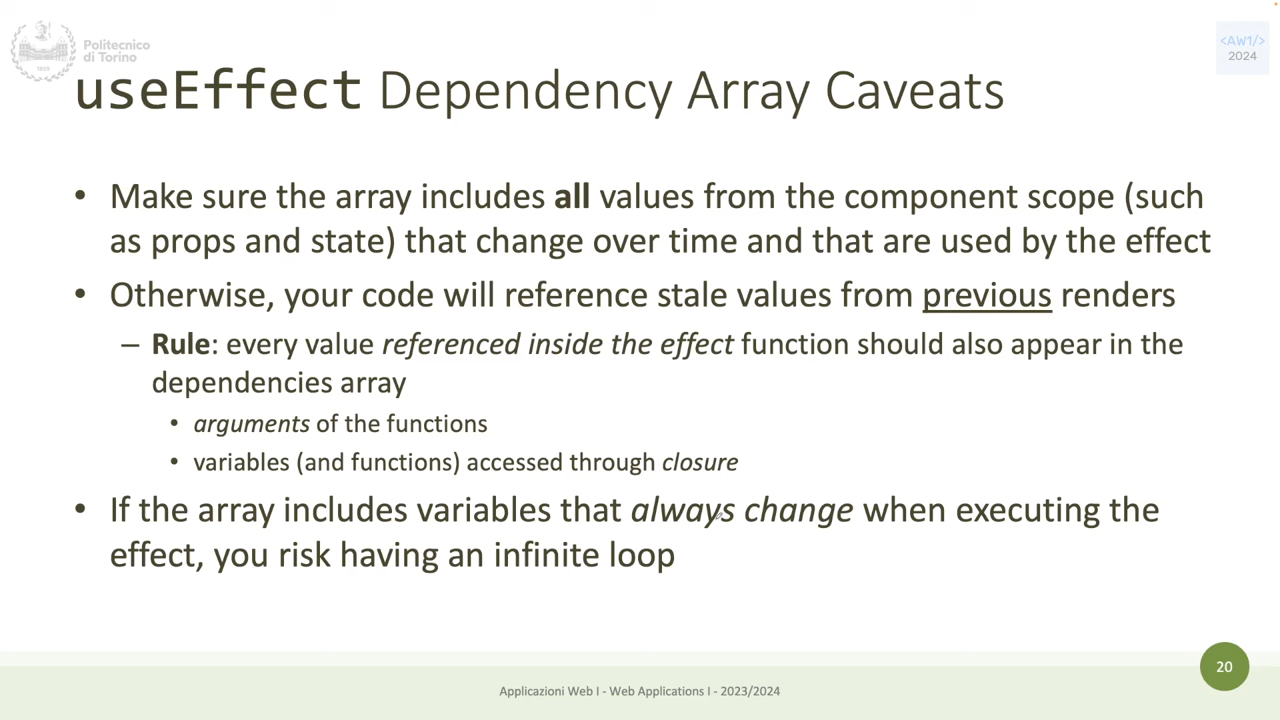 Politecnico
di Torino
1859
<AW1/>
2024
useEffect Dependency Array Caveats
• Make sure the array includes all values from the component scope (such
as props and state) that change over time and that are used by the effect
• Otherwise, your code will reference stale values from previous renders
– Rule: every value referenced inside the effect function should also appear in the
dependencies array
• arguments of the functions
• variables (and functions) accessed through closure
• If the array includes variables that always change when executing the
effect, you risk having an infinite loop
20
Applicazioni Web I - Web Applications I - 2023/2024